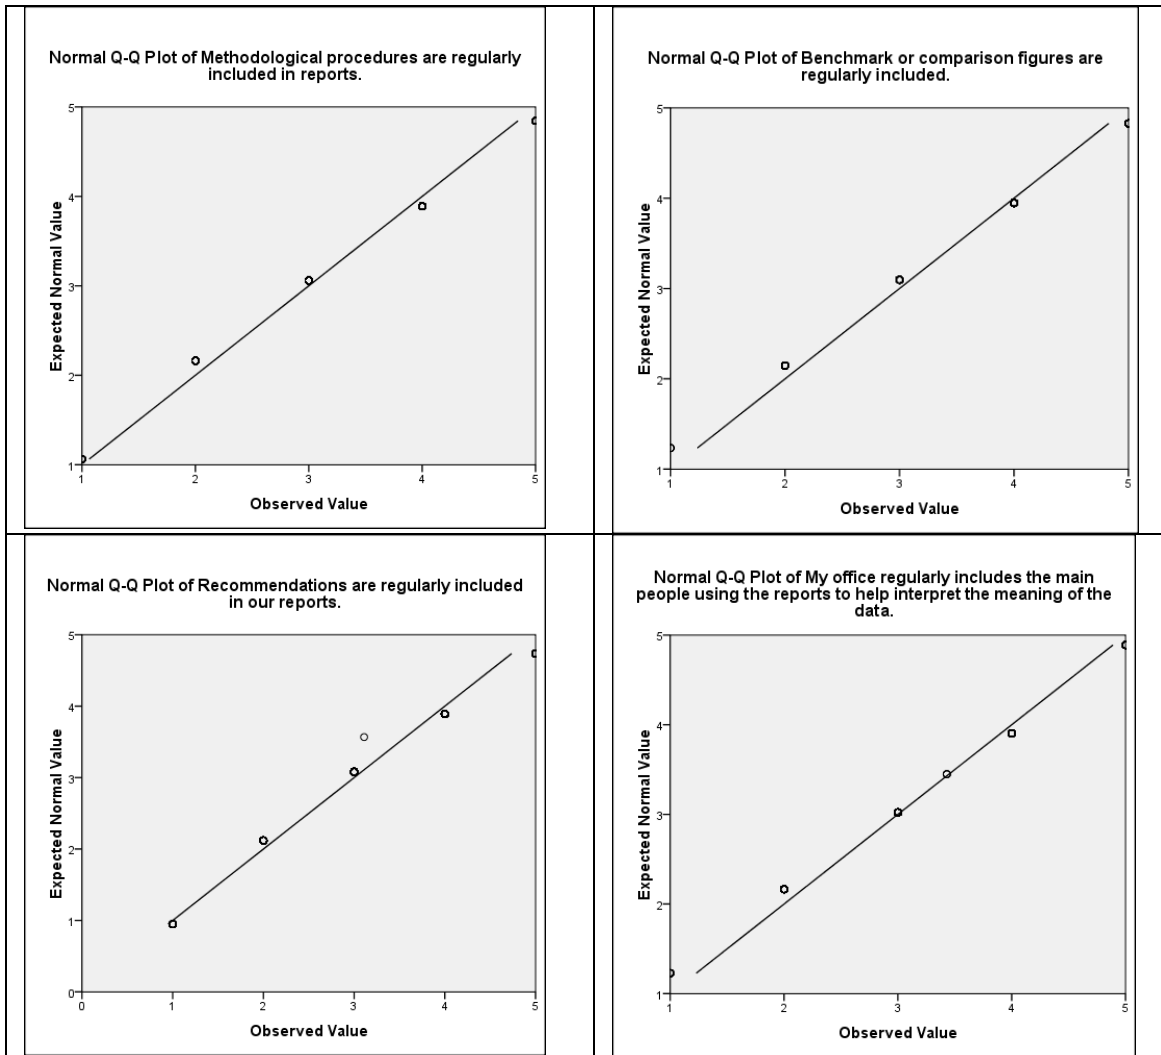 Normal Q-Q Plot of Methodological procedures are regularly
included in reports.
5
4
3
2
1
Expected Normal Value
1 2 3 4 5
Observed Value
Normal Q-Q Plot of Benchmark or comparison figures are
regularly included.
5
4
3
2
1
Expected Normal Value
1 2 3 4 5
Observed Value
Normal Q-Q Plot of Recommendations are regularly included
in our reports.
5
4
3
2
1
0
Expected Normal Value
0 1 2 3 4 5
Observed Value
Normal Q-Q Plot of My office regularly includes the main
people using the reports to help interpret the meaning of the
data.
5
4
3
2
1
Expected Normal Value
1 2 3 4 5
Observed Value